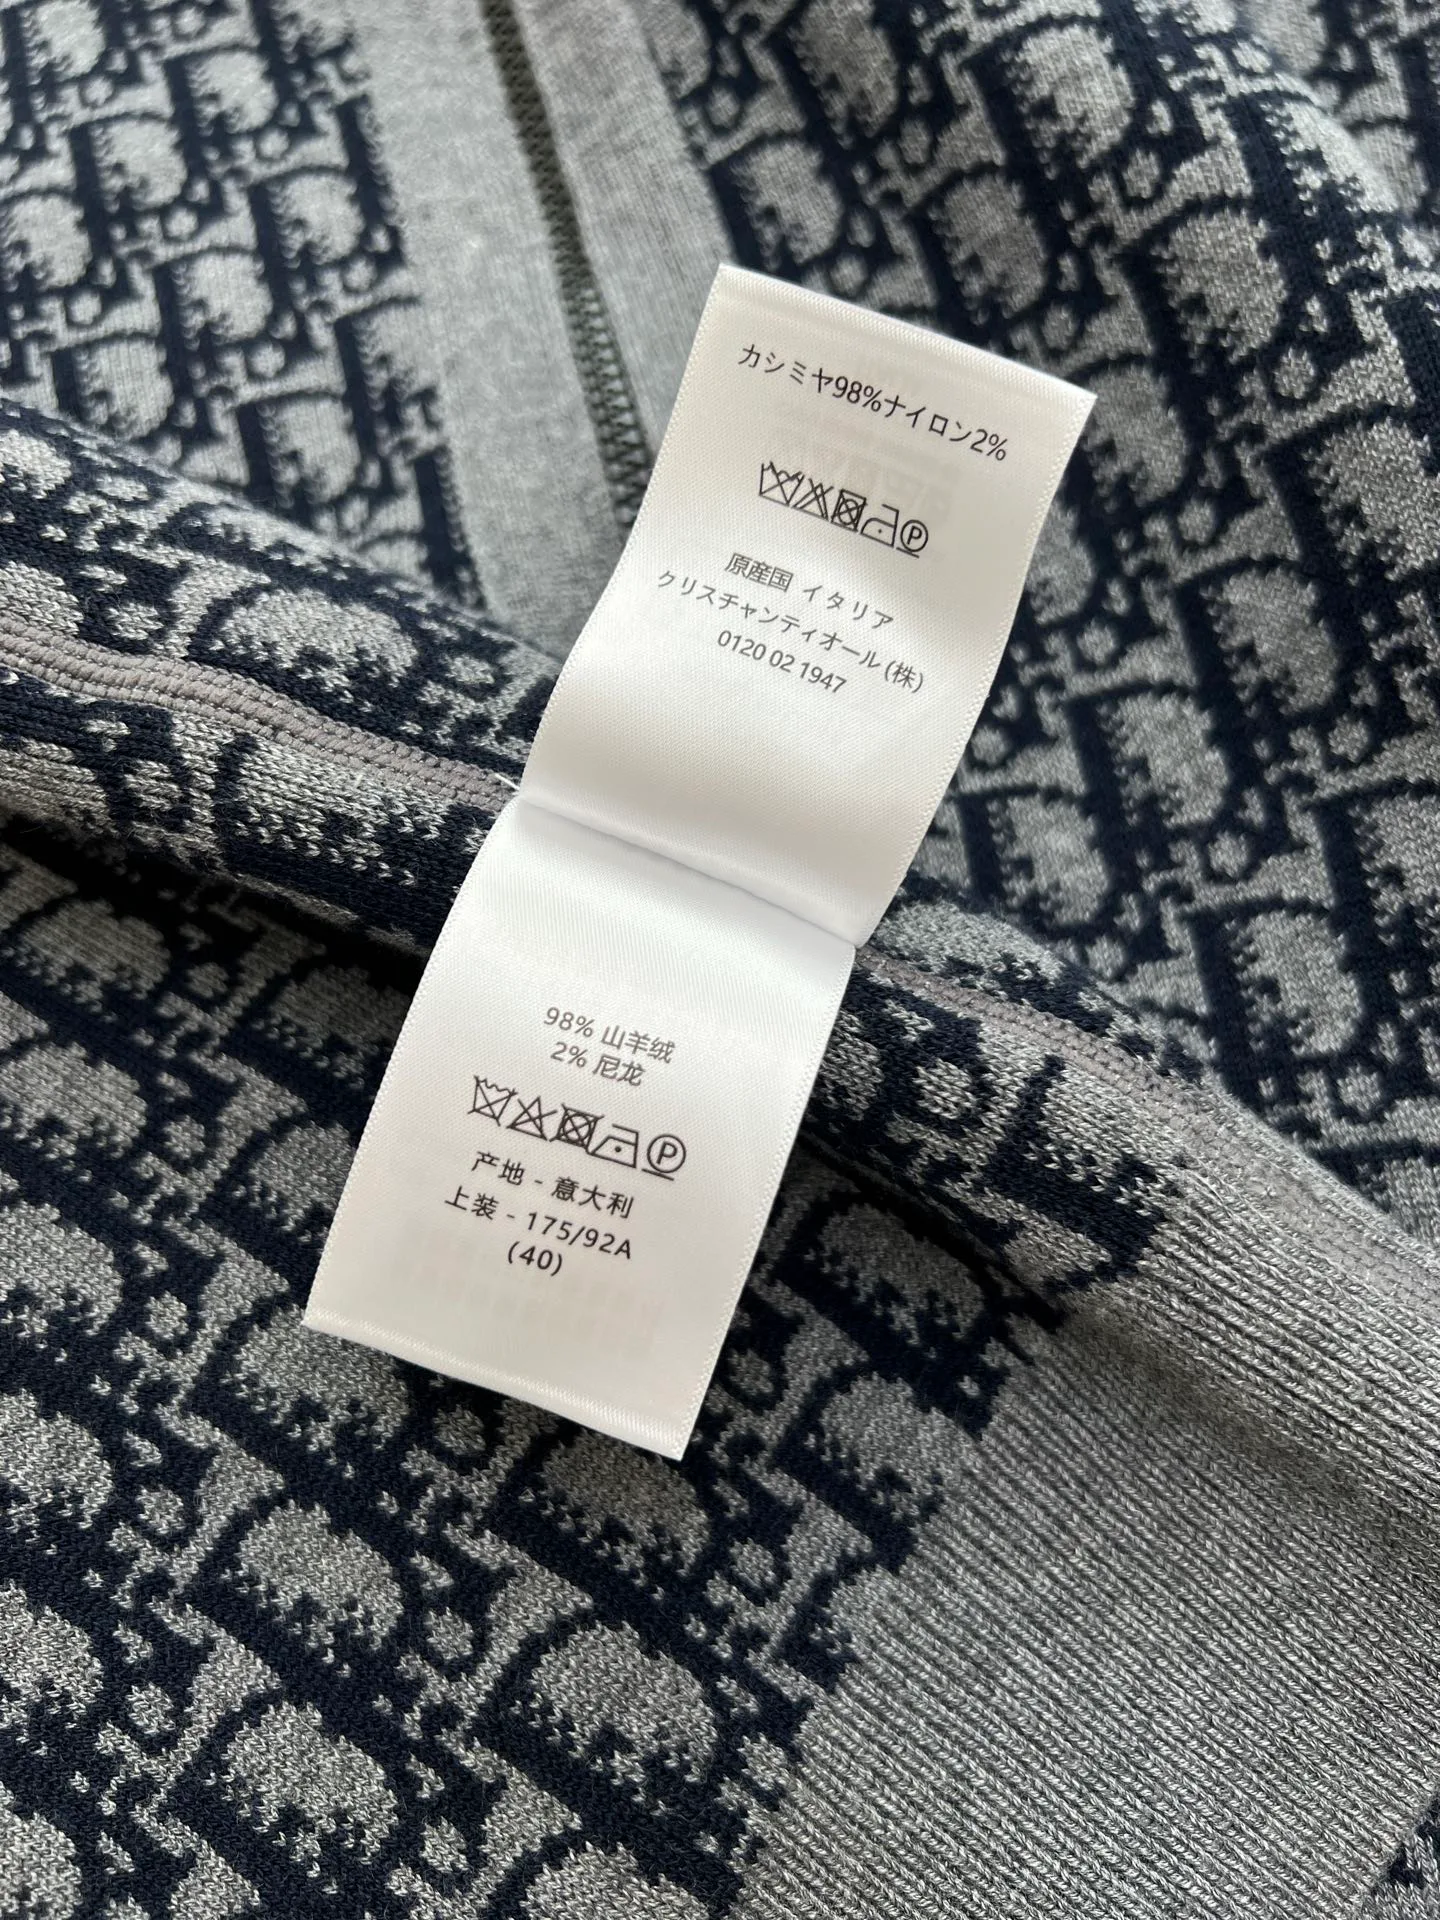 カシミヤ98%ナイロン2%
P
原産国 イタリア
クリスチャンディオール(株)
0120 02 1947
98% 山羊绒
2% 尼龙
P
产地 - 意大利
上装 - 175/92A
(40)